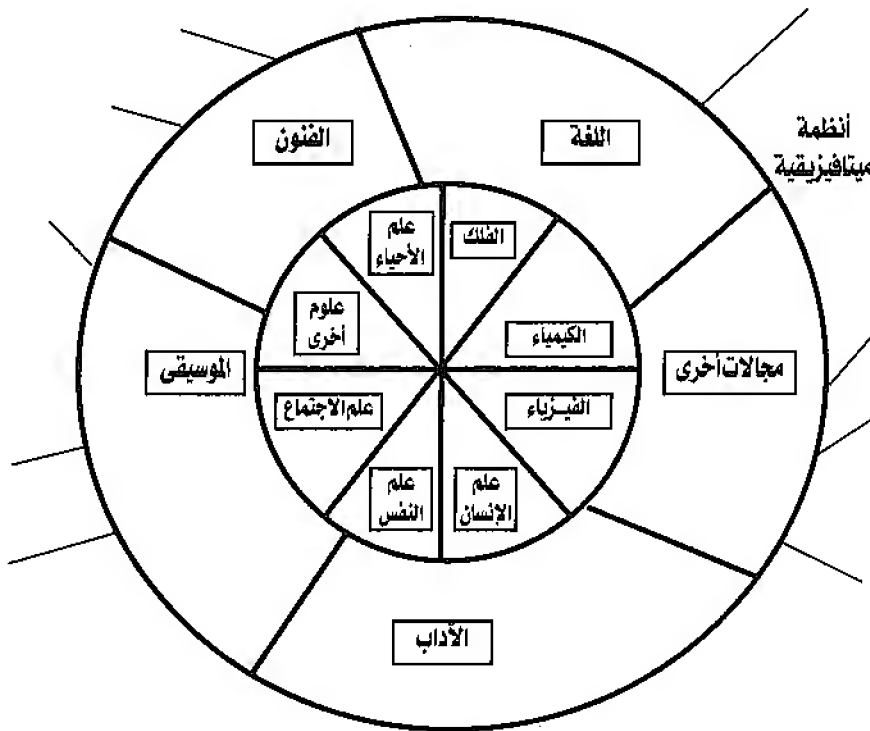 الفنون
اللغة
أنظمة
ميتافيزيقية
علم
الأحياء
الفلك
علوم
أخرى
الكيمياء
الموسيقى
مجالات أخرى
علم الاجتماع
الفيـزياء
علم
النفس
علم
الإنسان
الآداب